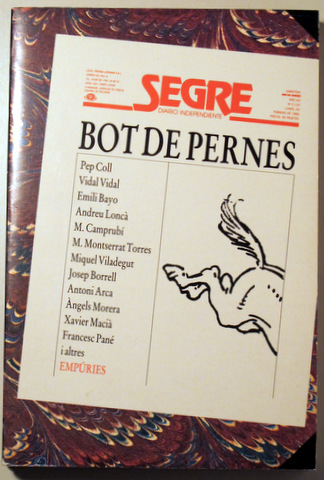 SEGRE
DIARIO INDEPENDIENTE
BOT DE PERNES
Pep Coll
Vidal Vidal
Emili Bayo
Andreu Loncà
M. Camprubí
M. Montserrat Torres
Miquel Viladegut
Josep Borrell
Antoni Arca
Àngels Morera
Xavier Macià
Francesc Pané
i altres
EMPÚRIES